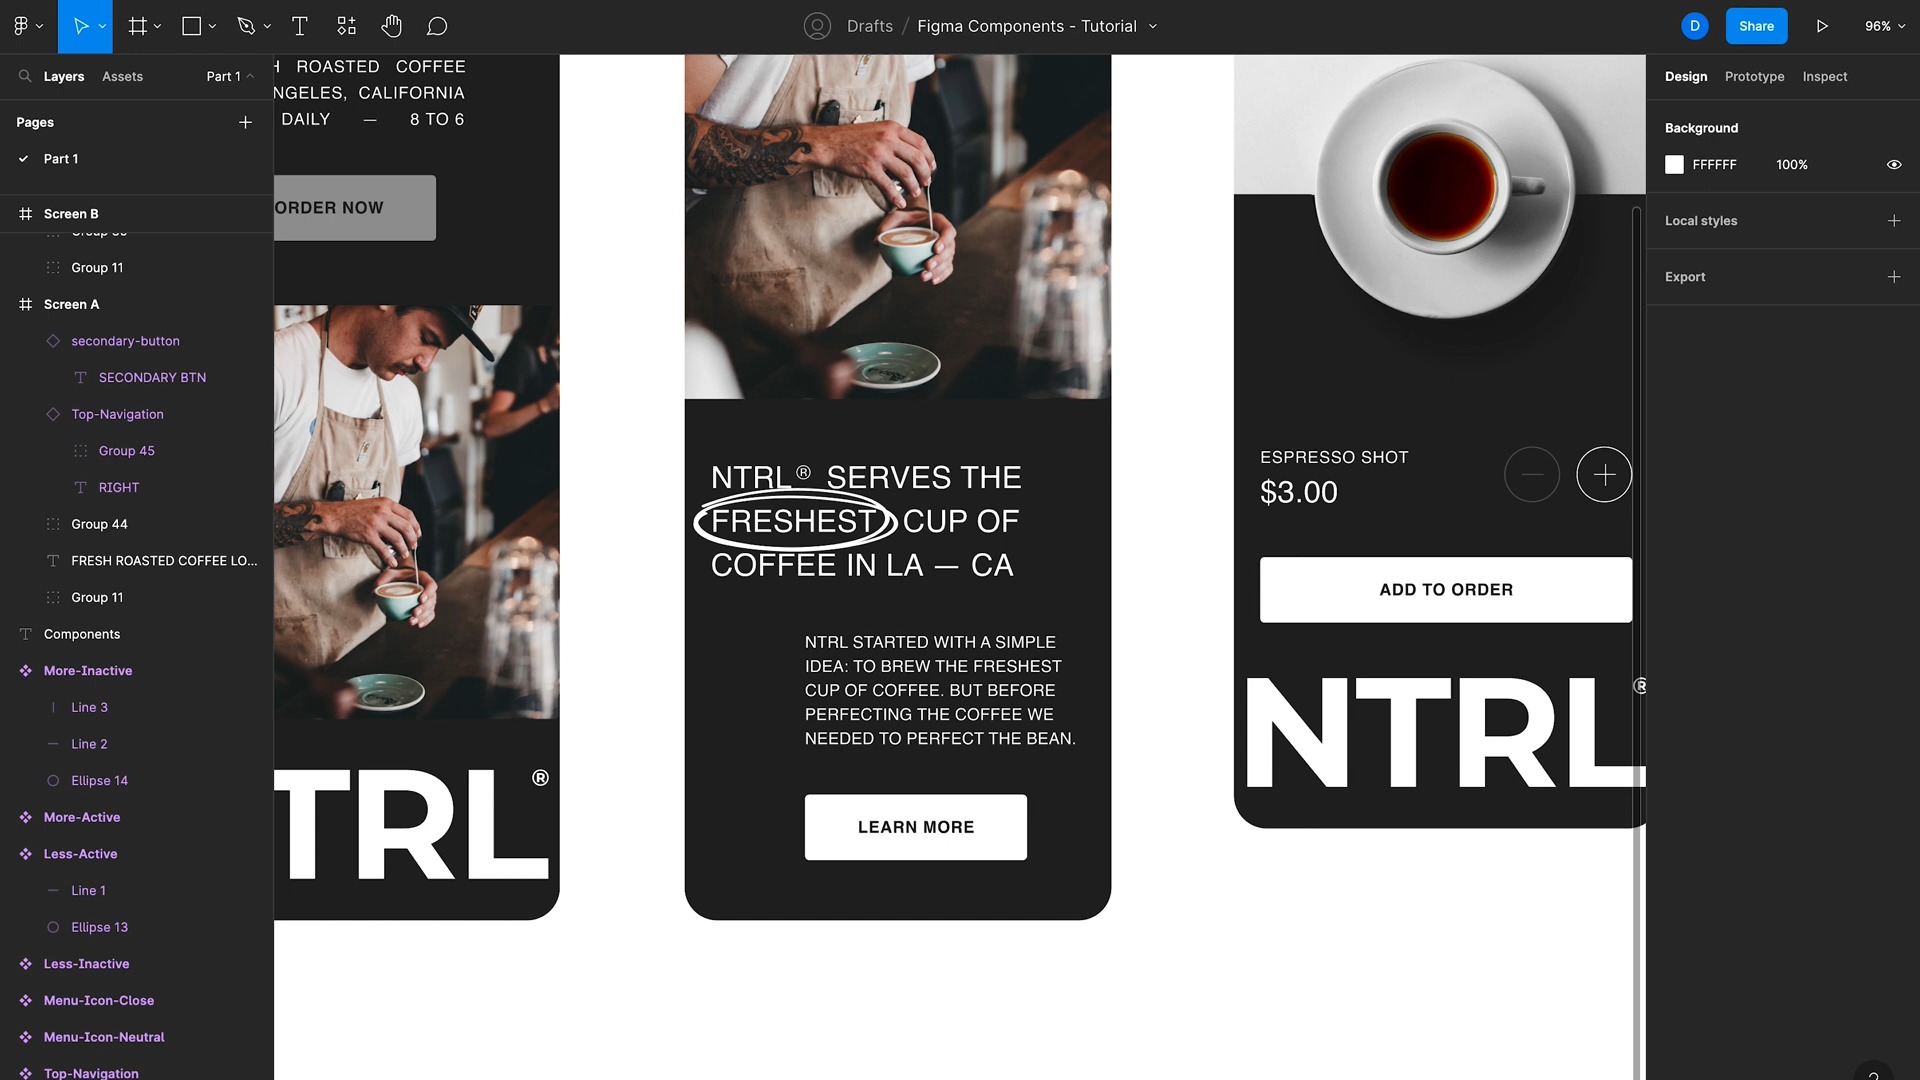 Drafts / Figma Components - Tutorial
D
Share
96%
Layers
Assets
Part 1
Pages
Part 1
Screen B
Group 11
Screen A
secondary-button
SECONDARY BTN
Top-Navigation
Group 45
RIGHT
Group 44
FRESH ROASTED COFFEE LO...
Group 11
Components
More-Inactive
Line 3
Line 2
Ellipse 14
More-Active
Less-Active
Line 1
Ellipse 13
Less-Inactive
Menu-Icon-Close
Menu-Icon-Neutral
Top-Navigation
H ROASTED COFFEE
NGELES, CALIFORNIA
DAILY — 8 TO 6
ORDER NOW
TRL®
NTRL® SERVES THE
FRESHEST CUP OF
COFFEE IN LA — CA
NTRL STARTED WITH A SIMPLE
IDEA: TO BREW THE FRESHEST
CUP OF COFFEE. BUT BEFORE
PERFECTING THE COFFEE WE
NEEDED TO PERFECT THE BEAN.
LEARN MORE
ESPRESSO SHOT
$3.00
ADD TO ORDER
NTRL®
Design
Prototype
Inspect
Background
FFFFFF
100%
Local styles
Export